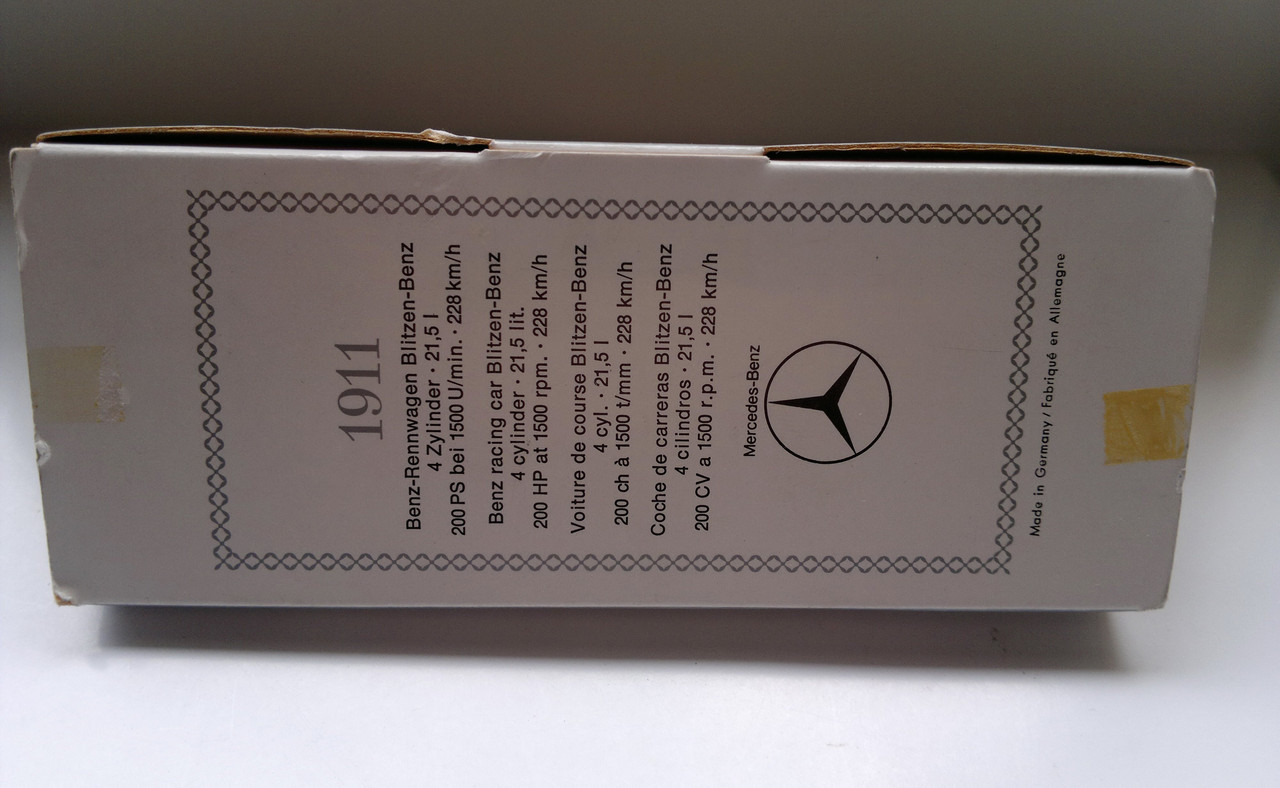 1911
Benz-Rennwagen Blitzen-Benz
4 Zylinder · 21,5 l
200 PS bei 1500 U/min. · 228 km/h
Benz racing car Blitzen-Benz
4 cylinder · 21,5 lit.
200 HP at 1500 rpm. · 228 km/h
Voiture de course Blitzen-Benz
4 cyl. · 21,5 l
200 ch à 1500 t/mm · 228 km/h
Coche de carreras Blitzen-Benz
4 cilindros · 21,5 l
200 CV a 1500 r.p.m. · 228 km/h
Mercedes-Benz
Made in Germany / Fabriqué en Allemagne